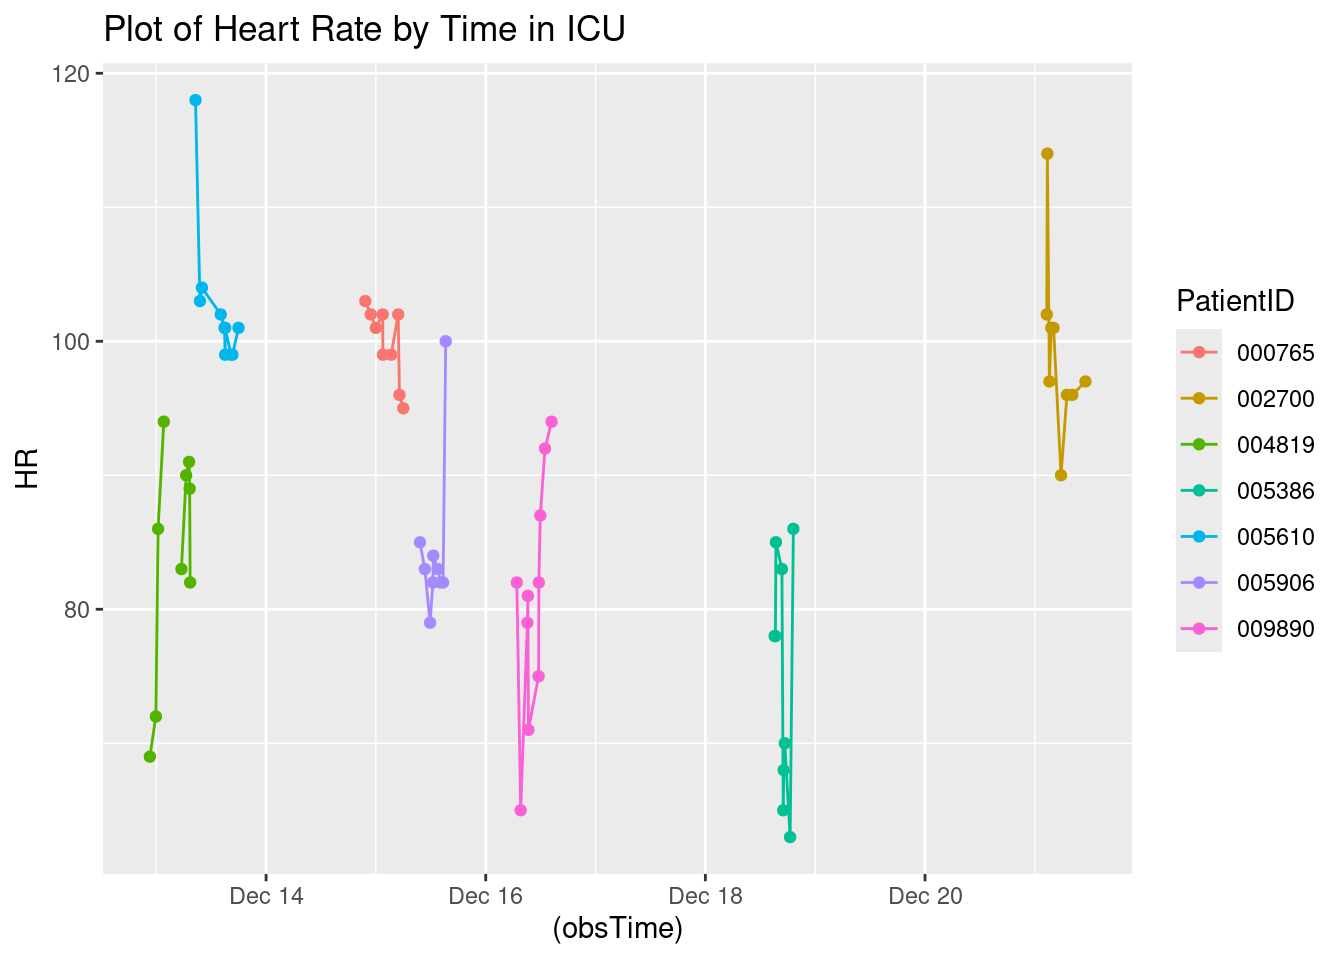 Plot of Heart Rate by Time in ICU
120
100
80
HR
Dec 14
Dec 16
Dec 18
Dec 20
(obsTime)
PatientID
000765
002700
004819
005386
005610
005906
009890